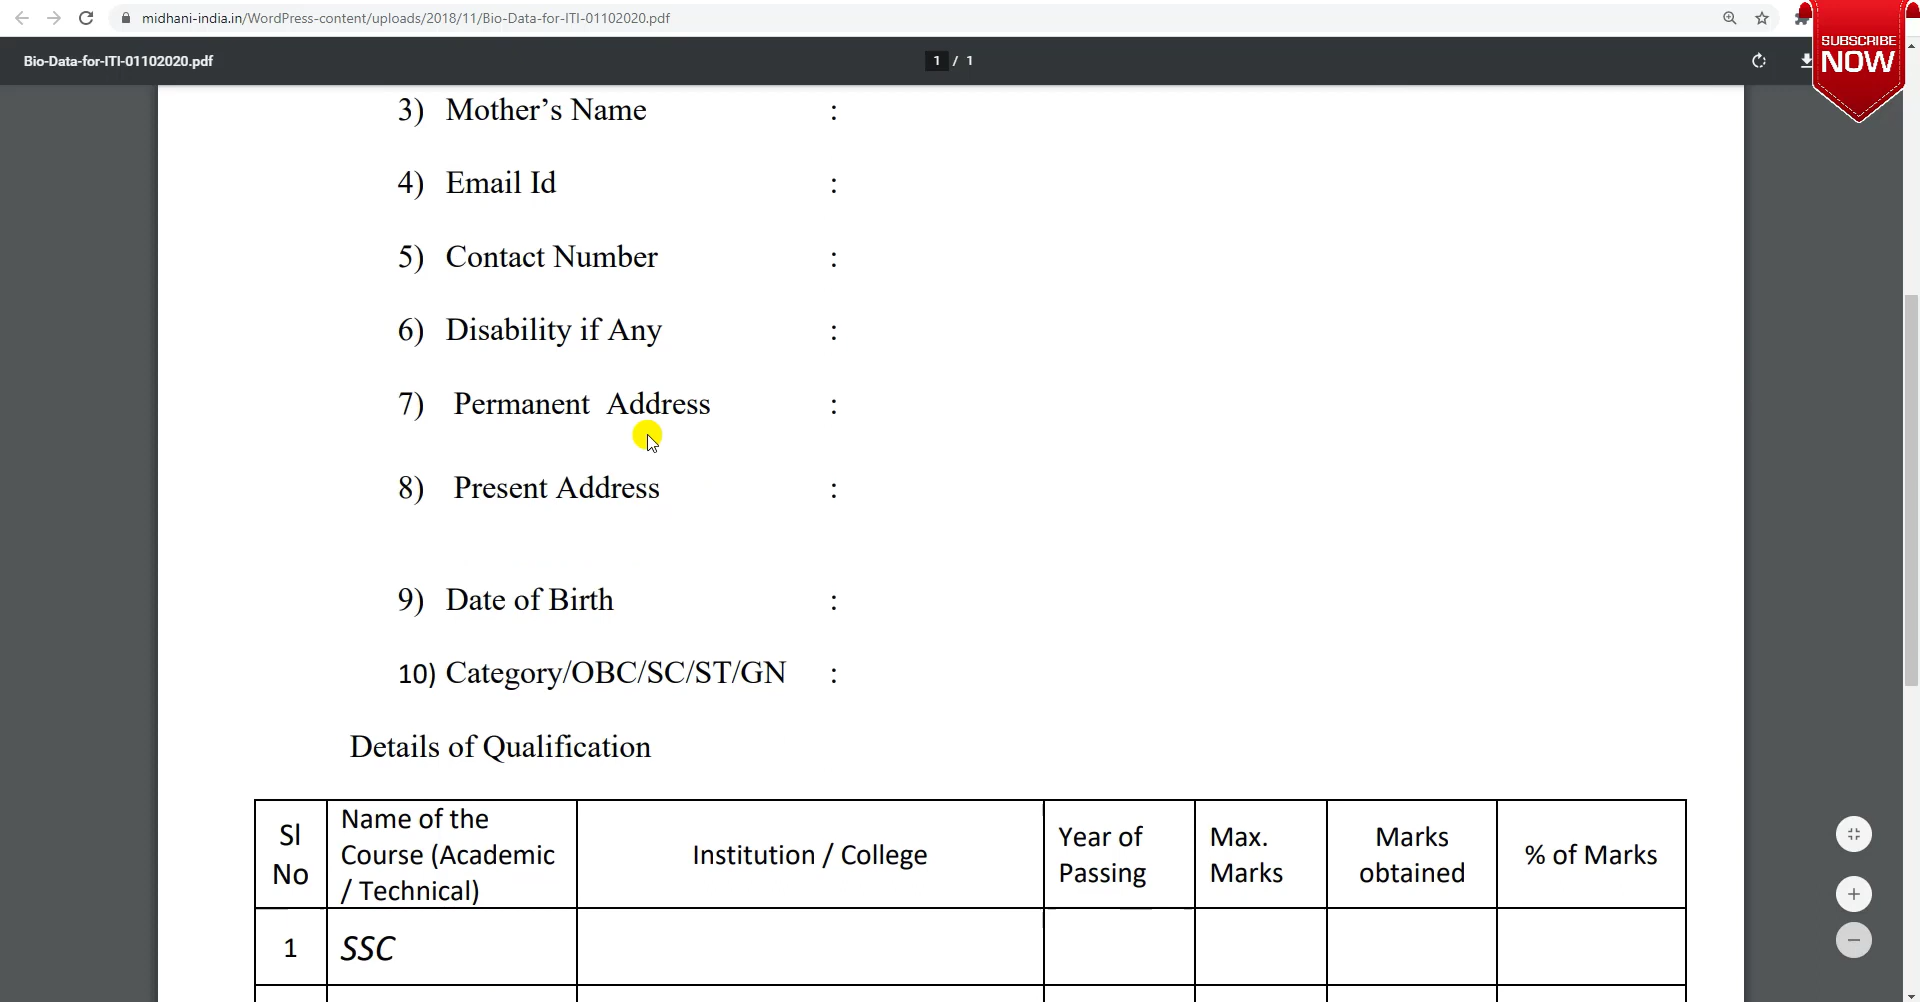 midhani-india.in/WordPress-content/uploads/2018/11/Bio-Data-for-ITI-01102020.pdf
SUBSCRIBE
NOW
Bio-Data-for-ITI-01102020.pdf
1 / 1
3) Mother’s Name :
4) Email Id :
5) Contact Number :
6) Disability if Any :
7) Permanent Address :
8) Present Address :
9) Date of Birth :
10) Category/OBC/SC/ST/GN :
Details of Qualification
Sl No
Name of the
Course (Academic
/ Technical)
Institution / College
Year of
Passing
Max.
Marks
Marks
obtained
% of Marks
1 SSC